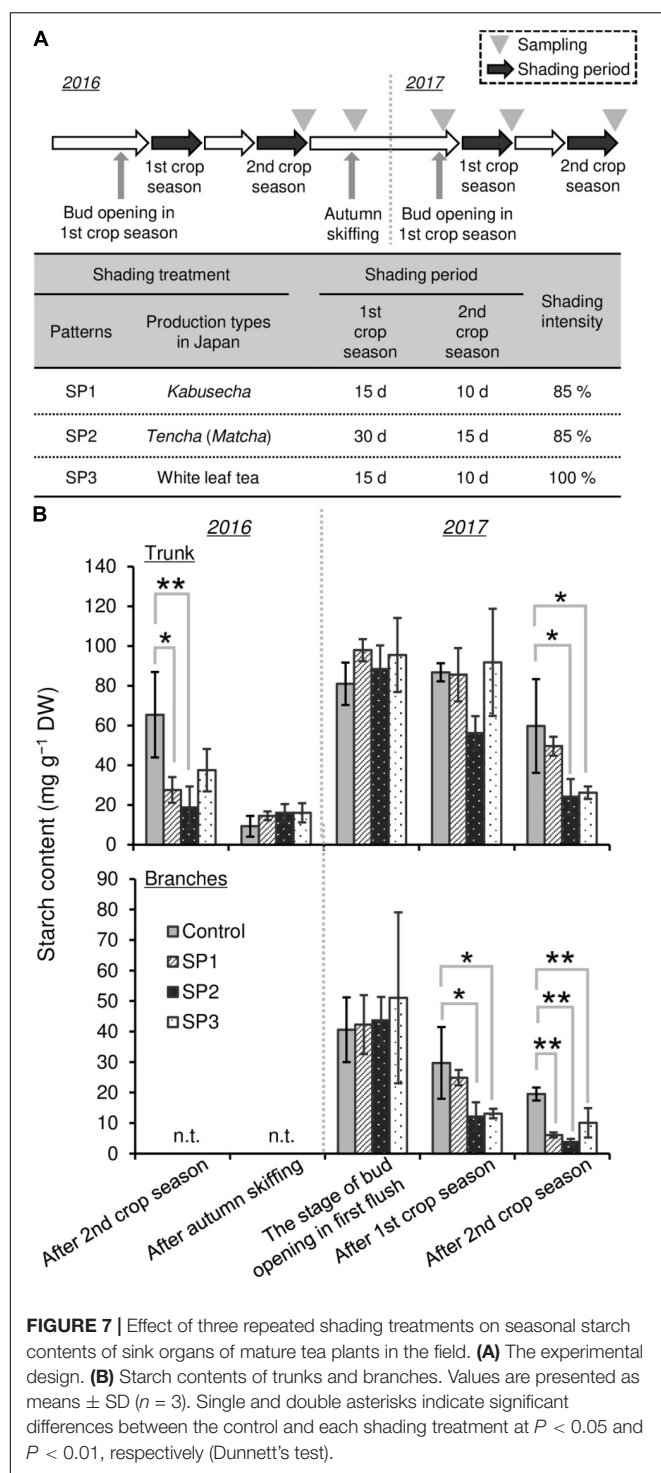 A
Sampling
Shading period
2016
2017
1st crop season
2nd crop season
1st crop season
2nd crop season
Bud opening in 1st crop season
Autumn skiffing
Bud opening in 1st crop season
Shading treatment
Shading period
Shading intensity
Patterns
Production types in Japan
1st crop season
2nd crop season
SP1 Kabusecha 15 d 10 d 85 %
SP2 Tencha (Matcha) 30 d 15 d 85 %
SP3 White leaf tea 15 d 10 d 100 %
B
2016
2017
Trunk
140
120
100
80
60
40
20
0
**
*
*
*
Starch content (mg g⁻¹ DW)
Branches
90
80
70
60
50
40
30
20
10
0
Control
SP1
SP2
SP3
n.t.
n.t.
*
*
**
**
**
After 2nd crop season
After autumn skiffing
The stage of bud
opening in first flush
After 1st crop season
After 2nd crop season
FIGURE 7 | Effect of three repeated shading treatments on seasonal starch
contents of sink organs of mature tea plants in the field. (A) The experimental
design. (B) Starch contents of trunks and branches. Values are presented as
means ± SD (n = 3). Single and double asterisks indicate significant
differences between the control and each shading treatment at P < 0.05 and
P < 0.01, respectively (Dunnett's test).